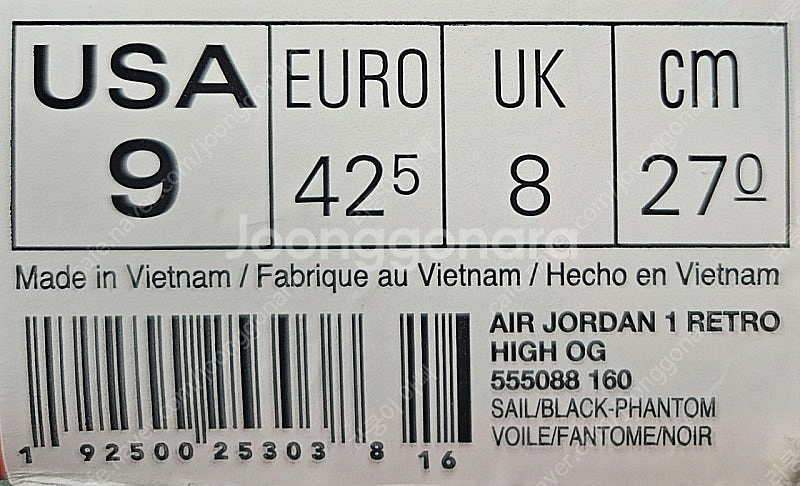 USA EURO UK cm
9 42⁵ 8 27⁰
Joonggonara
Made in Vietnam / Fabrique au Vietnam / Hecho en Vietnam
AIR JORDAN 1 RETRO
HIGH OG
555088 160
SAIL/BLACK-PHANTOM
VOILE/FANTOME/NOIR
1 92500 25303 8 16